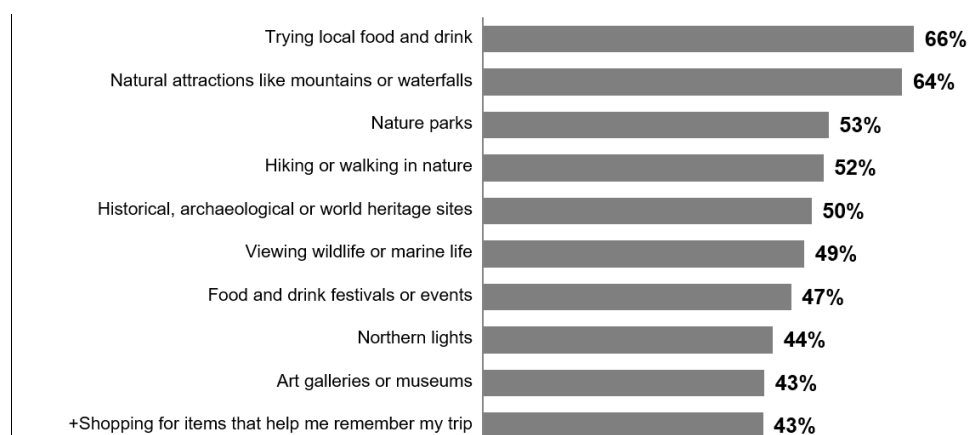 Trying local food and drink 66%
Natural attractions like mountains or waterfalls 64%
Nature parks 53%
Hiking or walking in nature 52%
Historical, archaeological or world heritage sites 50%
Viewing wildlife or marine life 49%
Food and drink festivals or events 47%
Northern lights 44%
Art galleries or museums 43%
+Shopping for items that help me remember my trip 43%